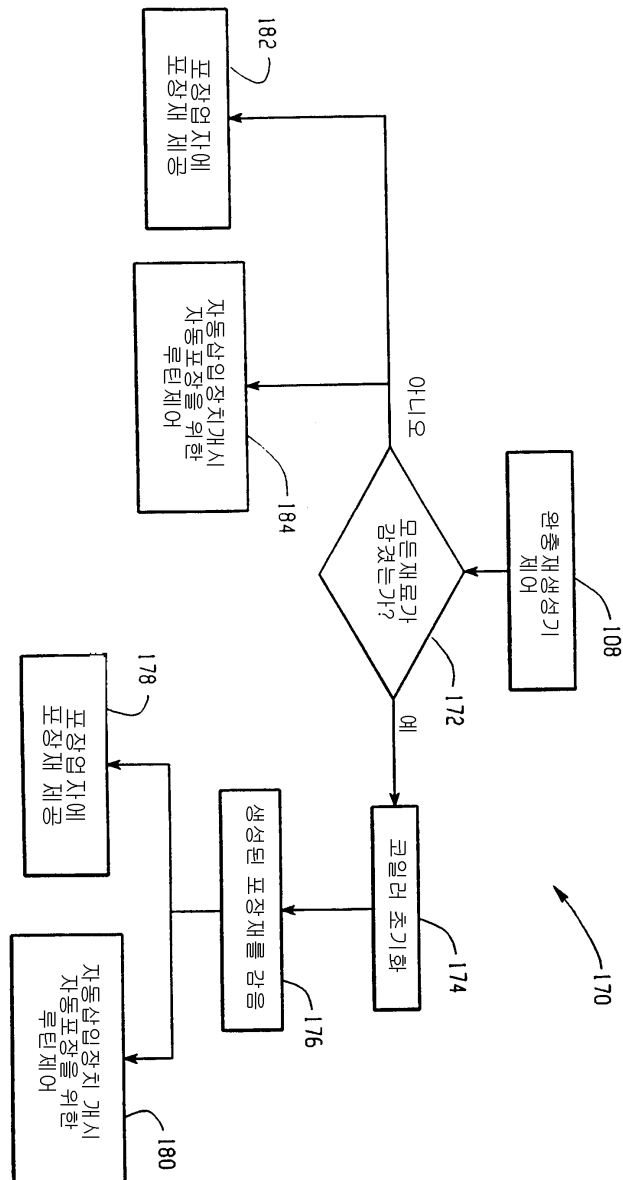 170
완충재생성기
제어
108
모든재료가
감겼는가?
172
아니오
예
코일러 초기화
174
생성된 포장재를 감음
176
포장업자에
포장재 제공
182
자동삽입장치개시
자동포장을 위한
루틴제어
184
포장업자에
포장재 제공
178
자동삽입장치 개시
자동포장을 위한
루틴제어
180